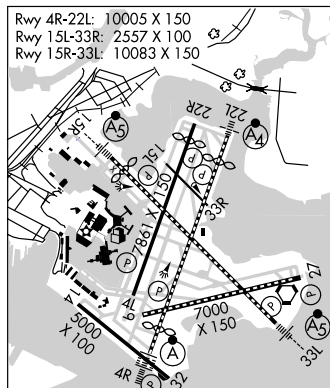 Rwy 4R-22L: 10005 X 150
Rwy 15L-33R: 2557 X 100
Rwy 15R-33L: 10083 X 150
A5
22R
22L
A4
15R
15L
P
P
7861 X 150
33R
P
P
27
P
P
14
4L
9
7000
X 150
A5
5000
X 100
A
33L
4R
P
32